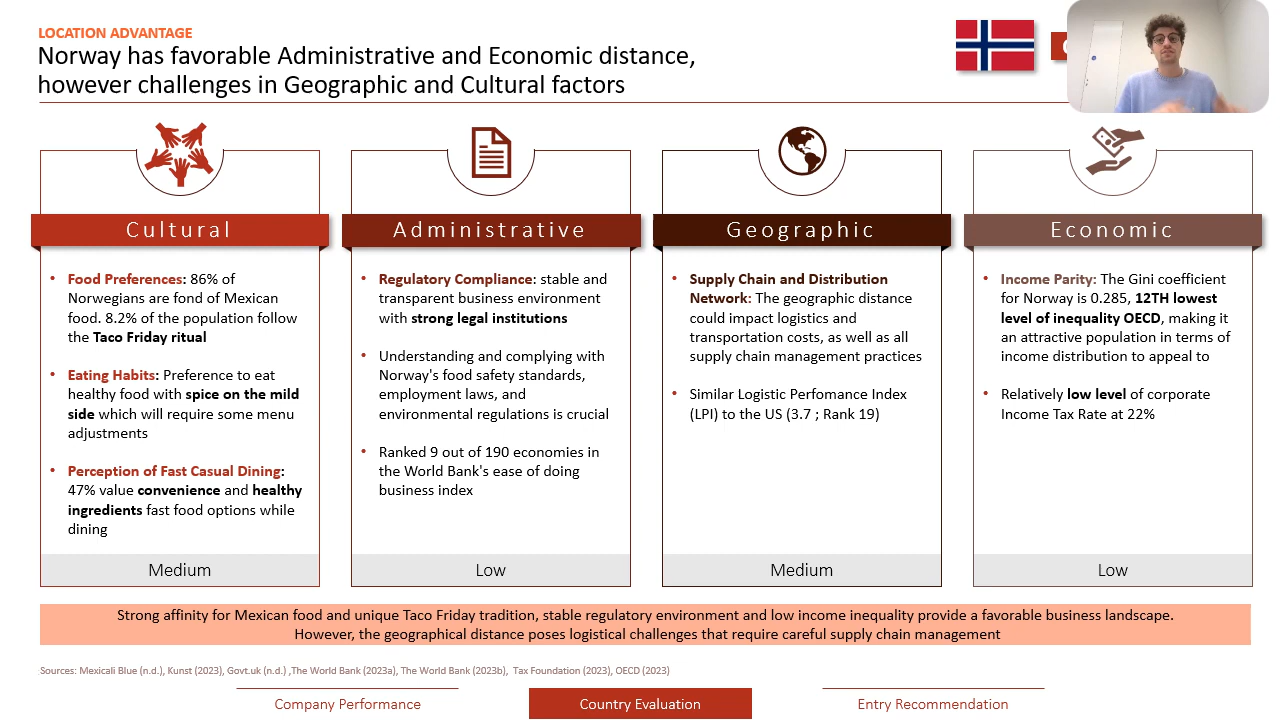 LOCATION ADVANTAGE
Norway has favorable Administrative and Economic distance,
however challenges in Geographic and Cultural factors
Cultural
• Food Preferences: 86% of
Norwegians are fond of Mexican
food. 8.2% of the population follow
the Taco Friday ritual
• Eating Habits: Preference to eat
healthy food with spice on the mild
side which will require some menu
adjustments
• Perception of Fast Casual Dining:
47% value convenience and healthy
ingredients fast food options while
dining
Medium
Administrative
• Regulatory Compliance: stable and
transparent business environment
with strong legal institutions
• Understanding and complying with
Norway's food safety standards,
employment laws, and
environmental regulations is crucial
• Ranked 9 out of 190 economies in
the World Bank's ease of doing
business index
Low
Geographic
• Supply Chain and Distribution
Network: The geographic distance
could impact logistics and
transportation costs, as well as all
supply chain management practices
• Similar Logistic Perfomance Index
(LPI) to the US (3.7 ; Rank 19)
Medium
Economic
• Income Parity: The Gini coefficient
for Norway is 0.285, 12TH lowest
level of inequality OECD, making it
an attractive population in terms of
income distribution to appeal to
• Relatively low level of corporate
Income Tax Rate at 22%
Low
Strong affinity for Mexican food and unique Taco Friday tradition, stable regulatory environment and low income inequality provide a favorable business landscape.
However, the geographical distance poses logistical challenges that require careful supply chain management
Sources: Mexicali Blue (n.d.), Kunst (2023), Govt.uk (n.d.) ,The World Bank (2023a), The World Bank (2023b), Tax Foundation (2023), OECD (2023)
Company Performance
Country Evaluation
Entry Recommendation